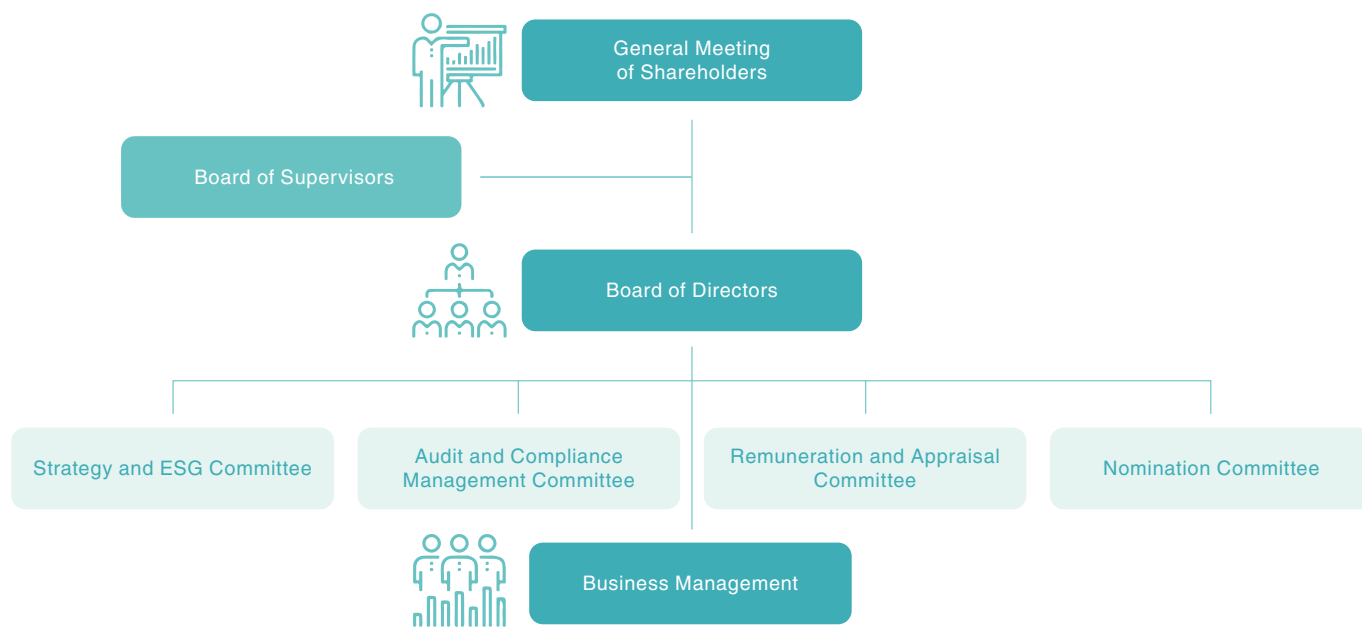 General Meeting
of Shareholders
Board of Supervisors
Board of Directors
Strategy and ESG Committee
Audit and Compliance
Management Committee
Remuneration and Appraisal
Committee
Nomination Committee
Business Management